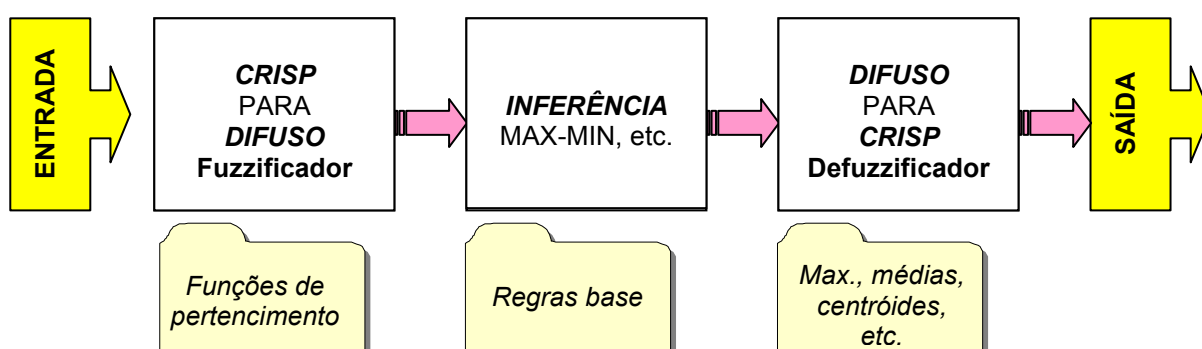 ENTRADA
CRISP
PARA
DIFUSO
Fuzzificador
INFERÊNCIA
MAX-MIN, etc.
DIFUSO
PARA
CRISP
Defuzzificador
SAÍDA
Funções de
pertencimento
Regras base
Max., médias,
centróides,
etc.